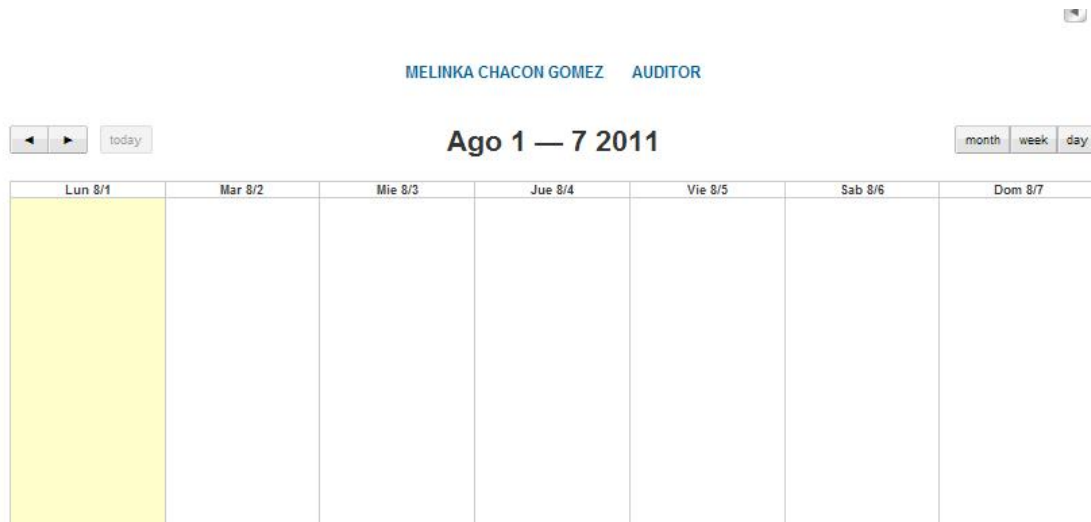 MELINKA CHACON GOMEZ AUDITOR
today Ago 1 — 7 2011 month week day
Lun 8/1 Mar 8/2 Mie 8/3 Jue 8/4 Vie 8/5 Sab 8/6 Dom 8/7